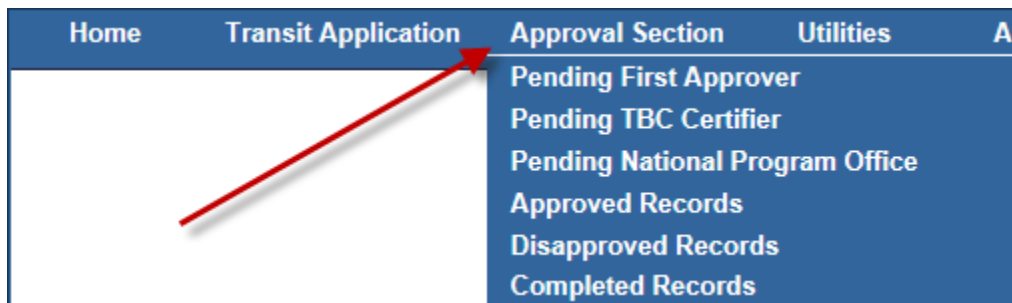 Home Transit Application Approval Section Utilities A
Pending First Approver
Pending TBC Certifier
Pending National Program Office
Approved Records
Disapproved Records
Completed Records